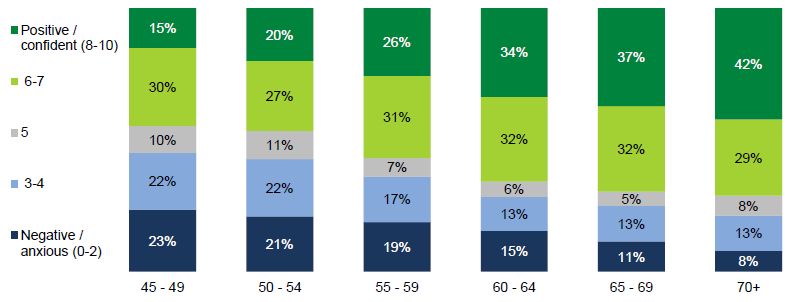 Positive /
confident (8-10)
6-7
5
3-4
Negative /
anxious (0-2)
15% 20% 26% 34% 37% 42%
30% 27% 31% 32% 32% 29%
10% 11% 7% 6% 5% 8%
22% 22% 17% 13% 13% 13%
23% 21% 19% 15% 11% 8%
45 - 49 50 - 54 55 - 59 60 - 64 65 - 69 70+